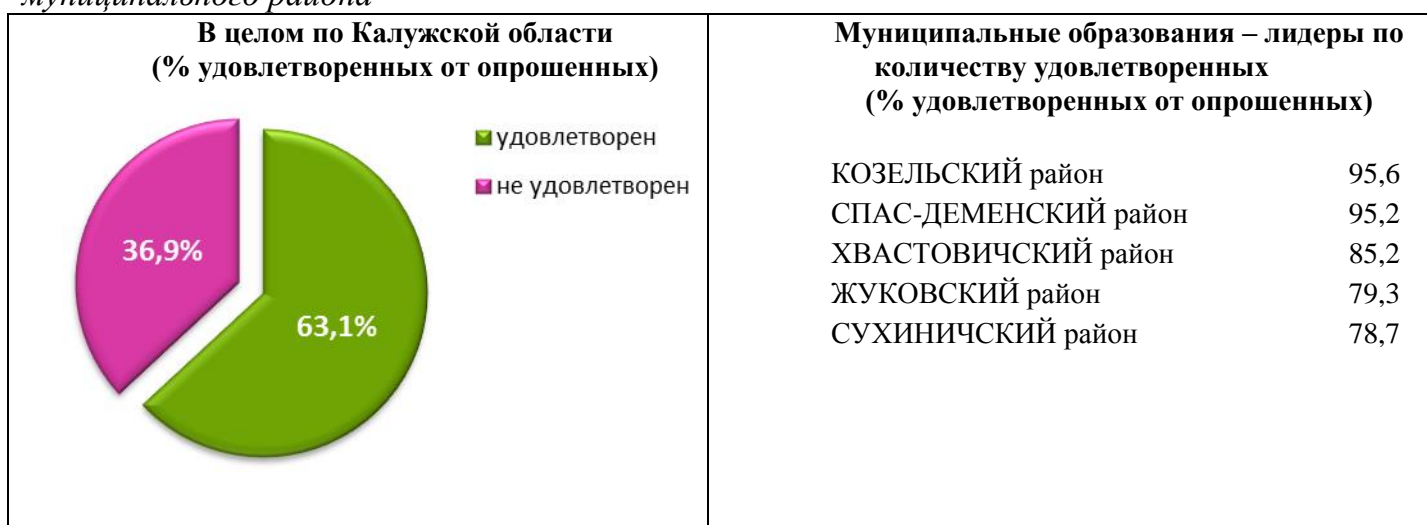 муниципального района
В целом по Калужской области
(% удовлетворенных от опрошенных)
удовлетворен
не удовлетворен
36,9%
63,1%
Муниципальные образования – лидеры по
количеству удовлетворенных
(% удовлетворенных от опрошенных)
КОЗЕЛЬСКИЙ район 95,6
СПАС-ДЕМЕНСКИЙ район 95,2
ХВАСТОВИЧСКИЙ район 85,2
ЖУКОВСКИЙ район 79,3
СУХИНИЧСКИЙ район 78,7